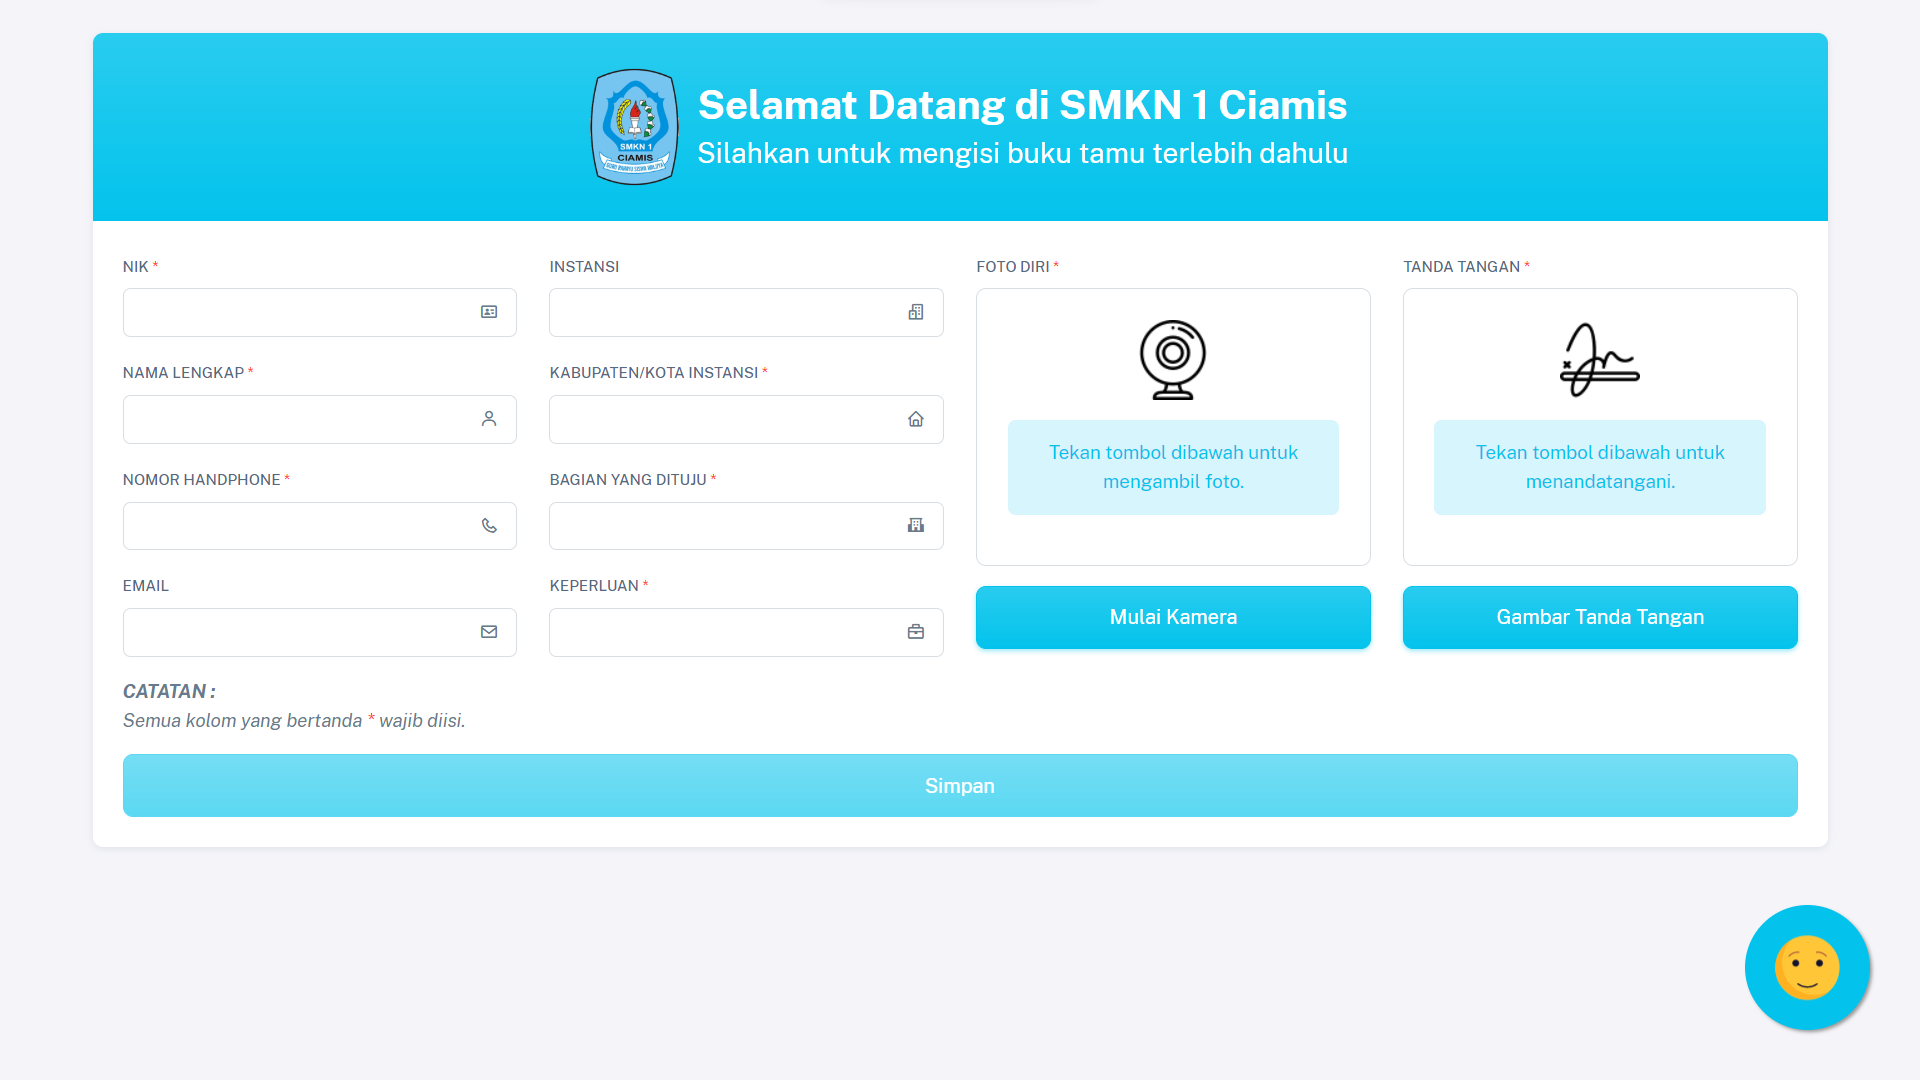 SMKN 1
CIAMIS
Selamat Datang di SMKN 1 Ciamis
Silahkan untuk mengisi buku tamu terlebih dahulu
NIK *
NAMA LENGKAP *
NOMOR HANDPHONE *
EMAIL
INSTANSI
KABUPATEN/KOTA INSTANSI *
BAGIAN YANG DITUJU *
KEPERLUAN *
FOTO DIRI *
Tekan tombol dibawah untuk
mengambil foto.
Mulai Kamera
TANDA TANGAN *
Tekan tombol dibawah untuk
menandatangani.
Gambar Tanda Tangan
CATATAN :
Semua kolom yang bertanda * wajib diisi.
Simpan